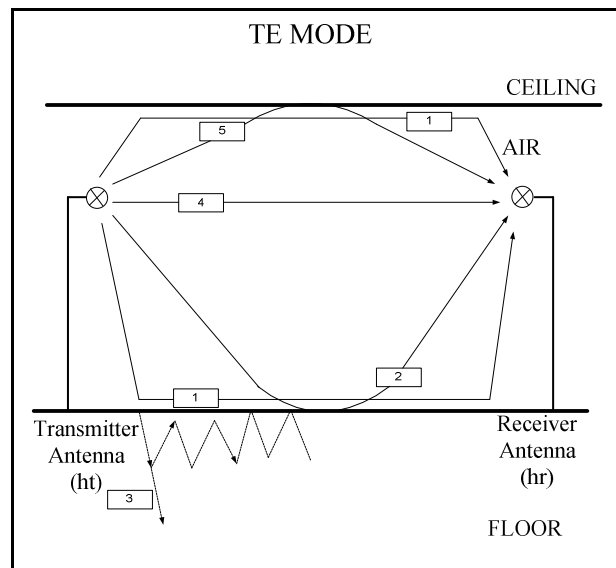 TE MODE
CEILING
1
5
AIR
4
2
1
Transmitter
Antenna
(ht)
Receiver
Antenna
(hr)
3
FLOOR